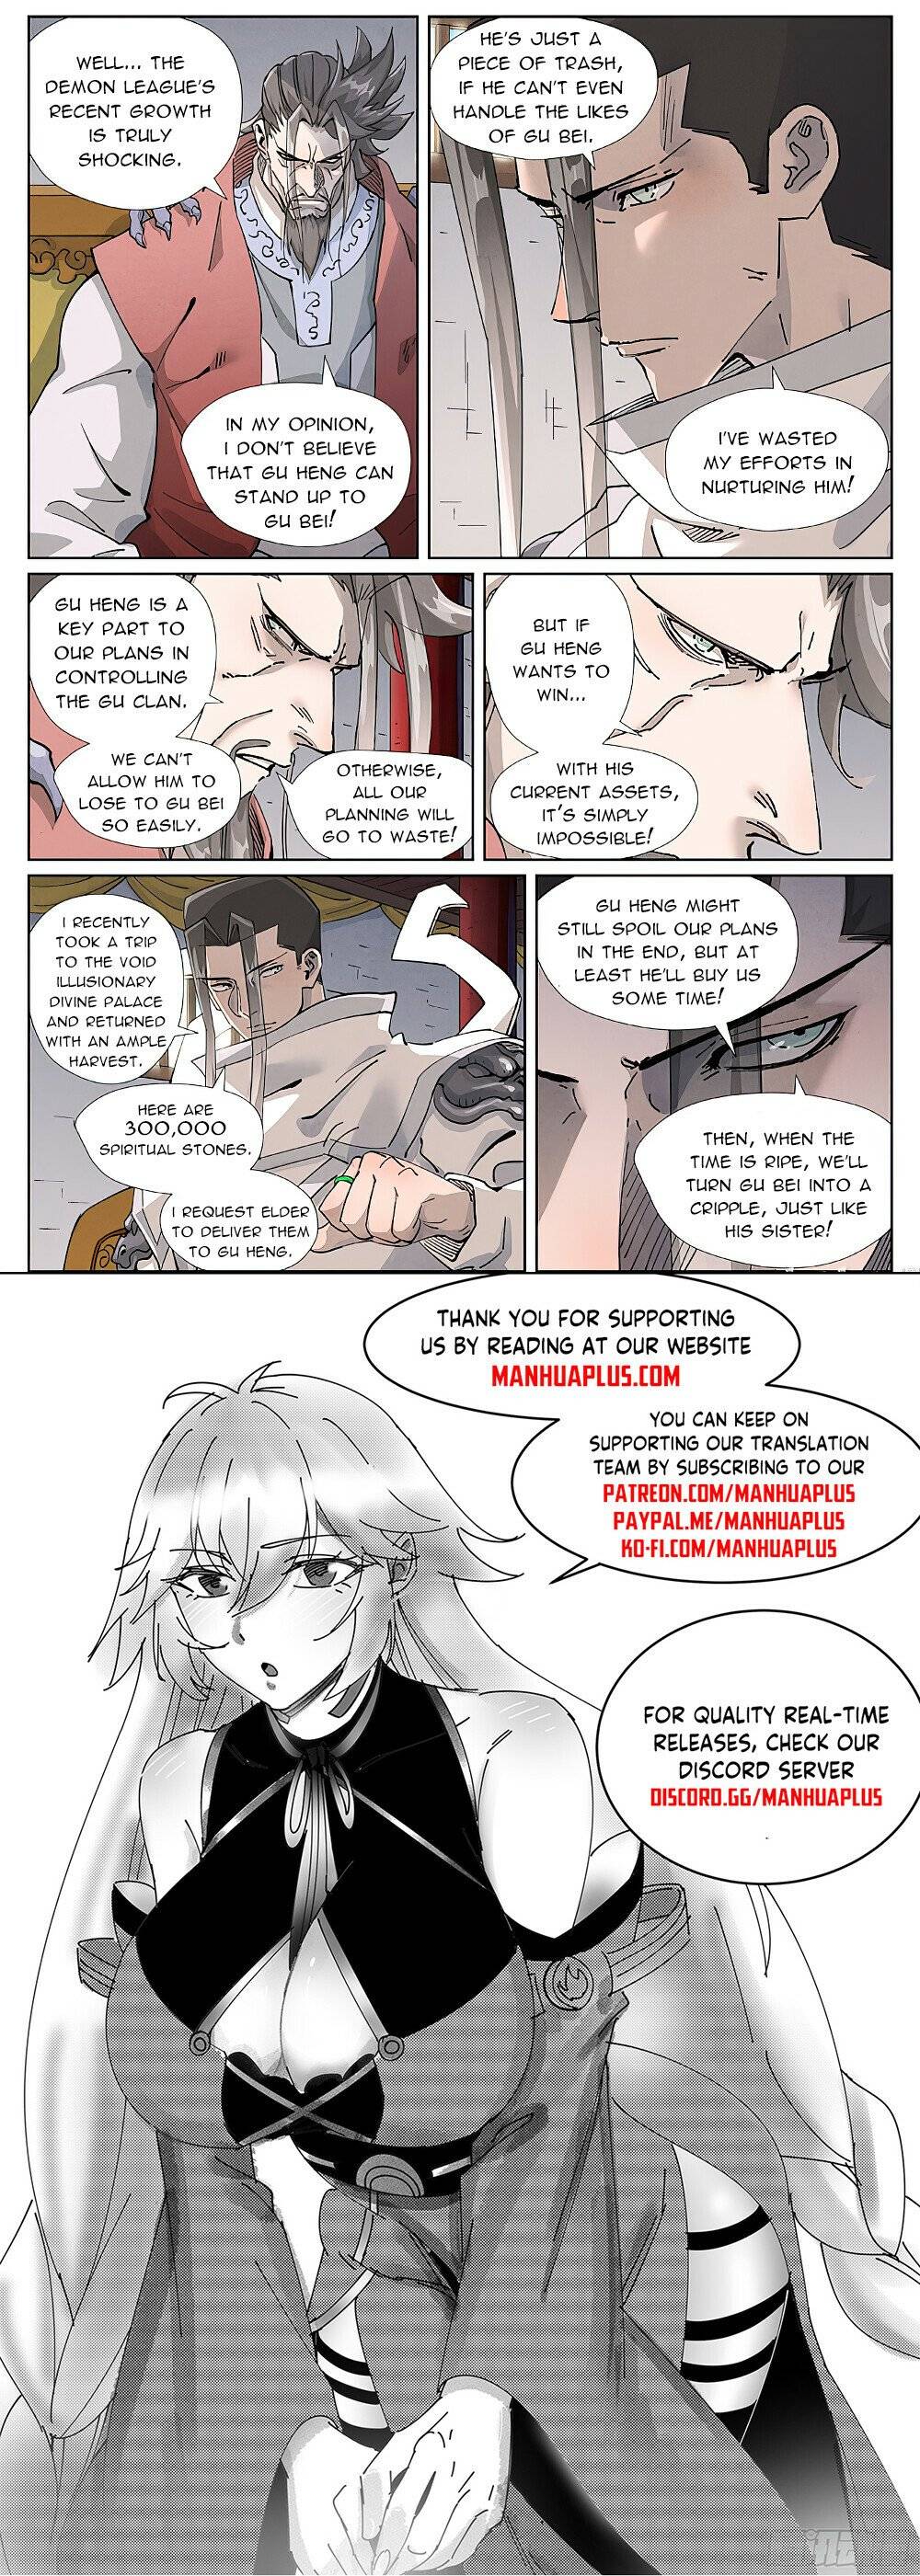 WELL... THE
DEMON LEAGUE'S
RECENT GROWTH
IS TRULY
SHOCKING.
IN MY OPINION,
I DON'T BELIEVE
THAT GU HENG CAN
STAND UP TO
GU BEI!
HE'S JUST A
PIECE OF TRASH,
IF HE CAN'T EVEN
HANDLE THE LIKES
OF GU BEI.
I'VE WASTED
MY EFFORTS IN
NURTURING HIM!
GU HENG IS A
KEY PART TO
OUR PLANS IN
CONTROLLING
THE GU CLAN.
WE CAN'T
ALLOW HIM TO
LOSE TO GU BEI
SO EASILY.
OTHERWISE,
ALL OUR
PLANNING WILL
GO TO WASTE!
BUT IF
GU HENG
WANTS TO
WIN...
WITH HIS
CURRENT ASSETS,
IT'S SIMPLY
IMPOSSIBLE!
I RECENTLY
TOOK A TRIP
TO THE VOID
ILLUSIONARY
DIVINE PALACE
AND RETURNED
WITH AN AMPLE
HARVEST.
HERE ARE
300,000
SPIRITUAL STONES.
I REQUEST ELDER
TO DELIVER THEM
TO GU HENG.
GU HENG MIGHT
STILL SPOIL OUR PLANS
IN THE END, BUT AT
LEAST HE'LL BUY US
SOME TIME!
THEN, WHEN THE
TIME IS RIPE, WE'LL
TURN GU BEI INTO A
CRIPPLE, JUST LIKE
HIS SISTER!
THANK YOU FOR SUPPORTING
US BY READING AT OUR WEBSITE
MANHUAPLUS.COM
YOU CAN KEEP ON
SUPPORTING OUR TRANSLATION
TEAM BY SUBSCRIBING TO OUR
PATREON.COM/MANHUAPLUS
PAYPAL.ME/MANHUAPLUS
KO-FI.COM/MANHUAPLUS
FOR QUALITY REAL-TIME
RELEASES, CHECK OUR
DISCORD SERVER
DISCORD.GG/MANHUAPLUS